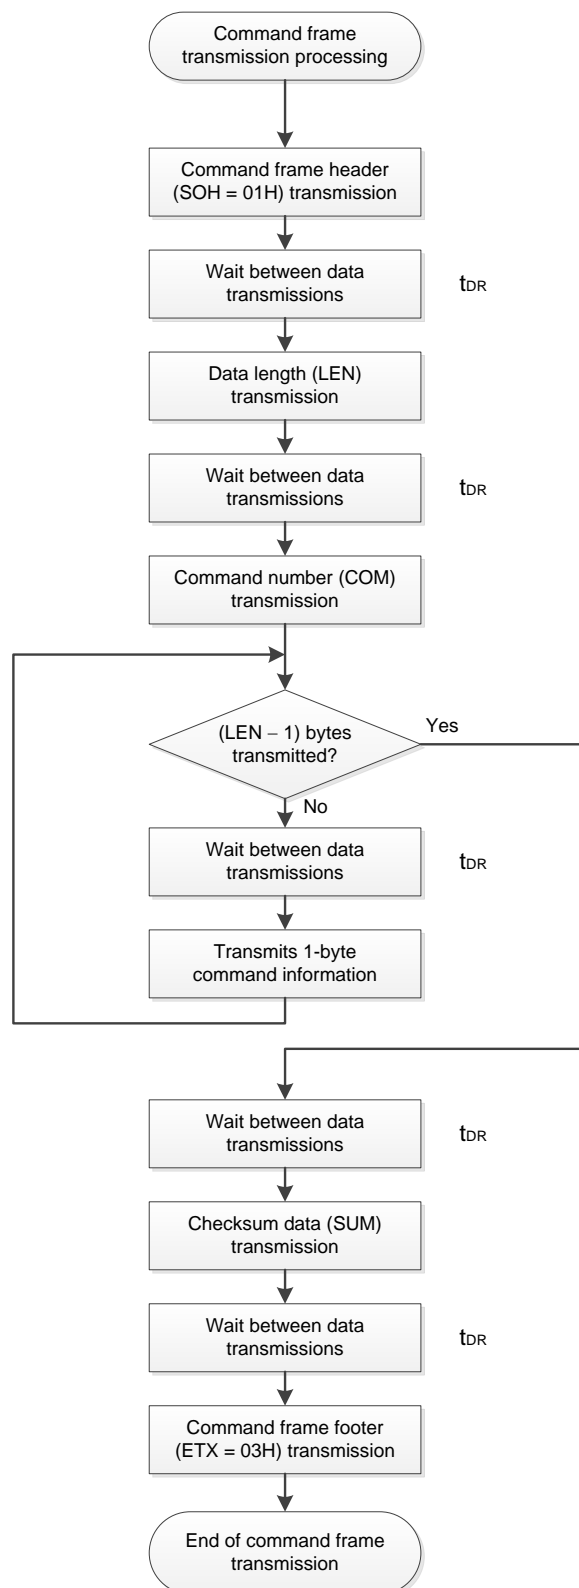 Command frame
transmission processing
Command frame header
(SOH = 01H) transmission
Wait between data
transmissions
tDR
Data length (LEN)
transmission
Wait between data
transmissions
tDR
Command number (COM)
transmission
(LEN – 1) bytes
transmitted?
Yes
No
Wait between data
transmissions
tDR
Transmits 1-byte
command information
Wait between data
transmissions
tDR
Checksum data (SUM)
transmission
Wait between data
transmissions
tDR
Command frame footer
(ETX = 03H) transmission
End of command frame
transmission